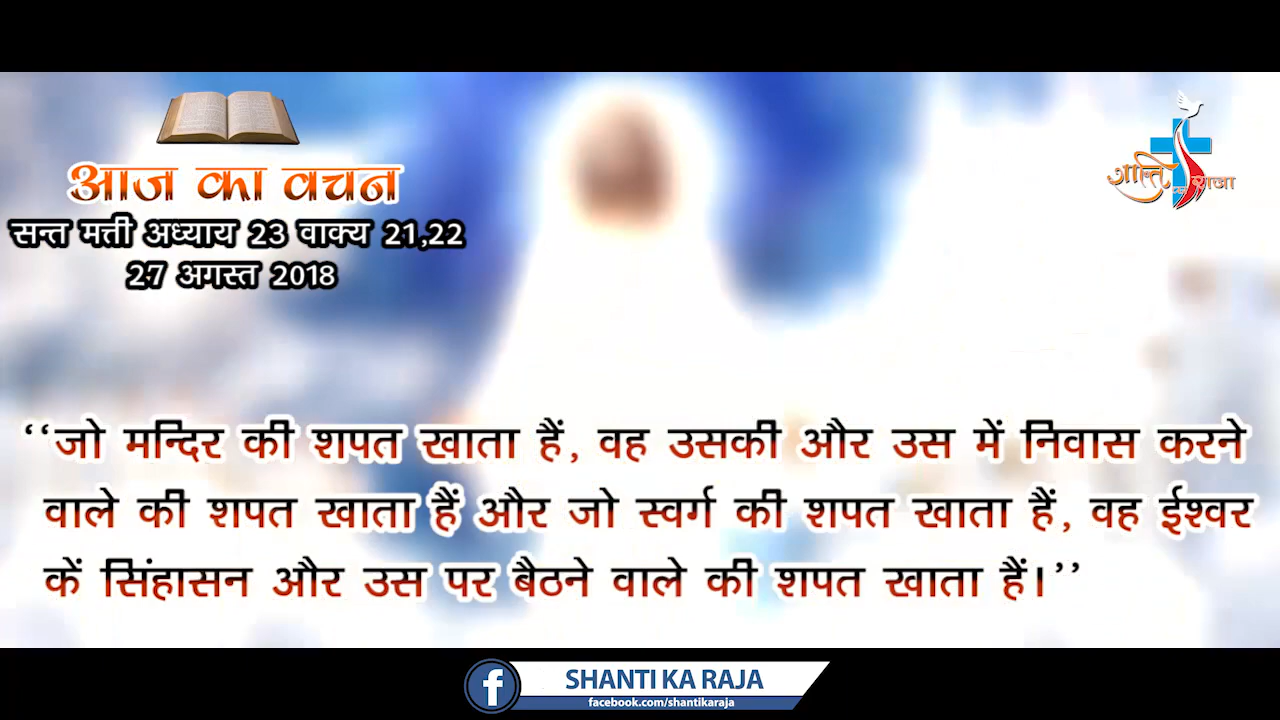 आज का वचन
सन्त मत्ती अध्याय 23 वाक्य 21,22
27 अगस्त 2018
शान्ति का राजा
‘‘जो मन्दिर की शपत खाता हैं, वह उसकी और उस में निवास करने
वाले की शपत खाता हैं और जो स्वर्ग की शपत खाता हैं, वह ईश्वर
कें सिंहासन और उस पर बैठने वाले की शपत खाता हैं।’’
SHANTI KA RAJA
facebook.com/shantikaraja